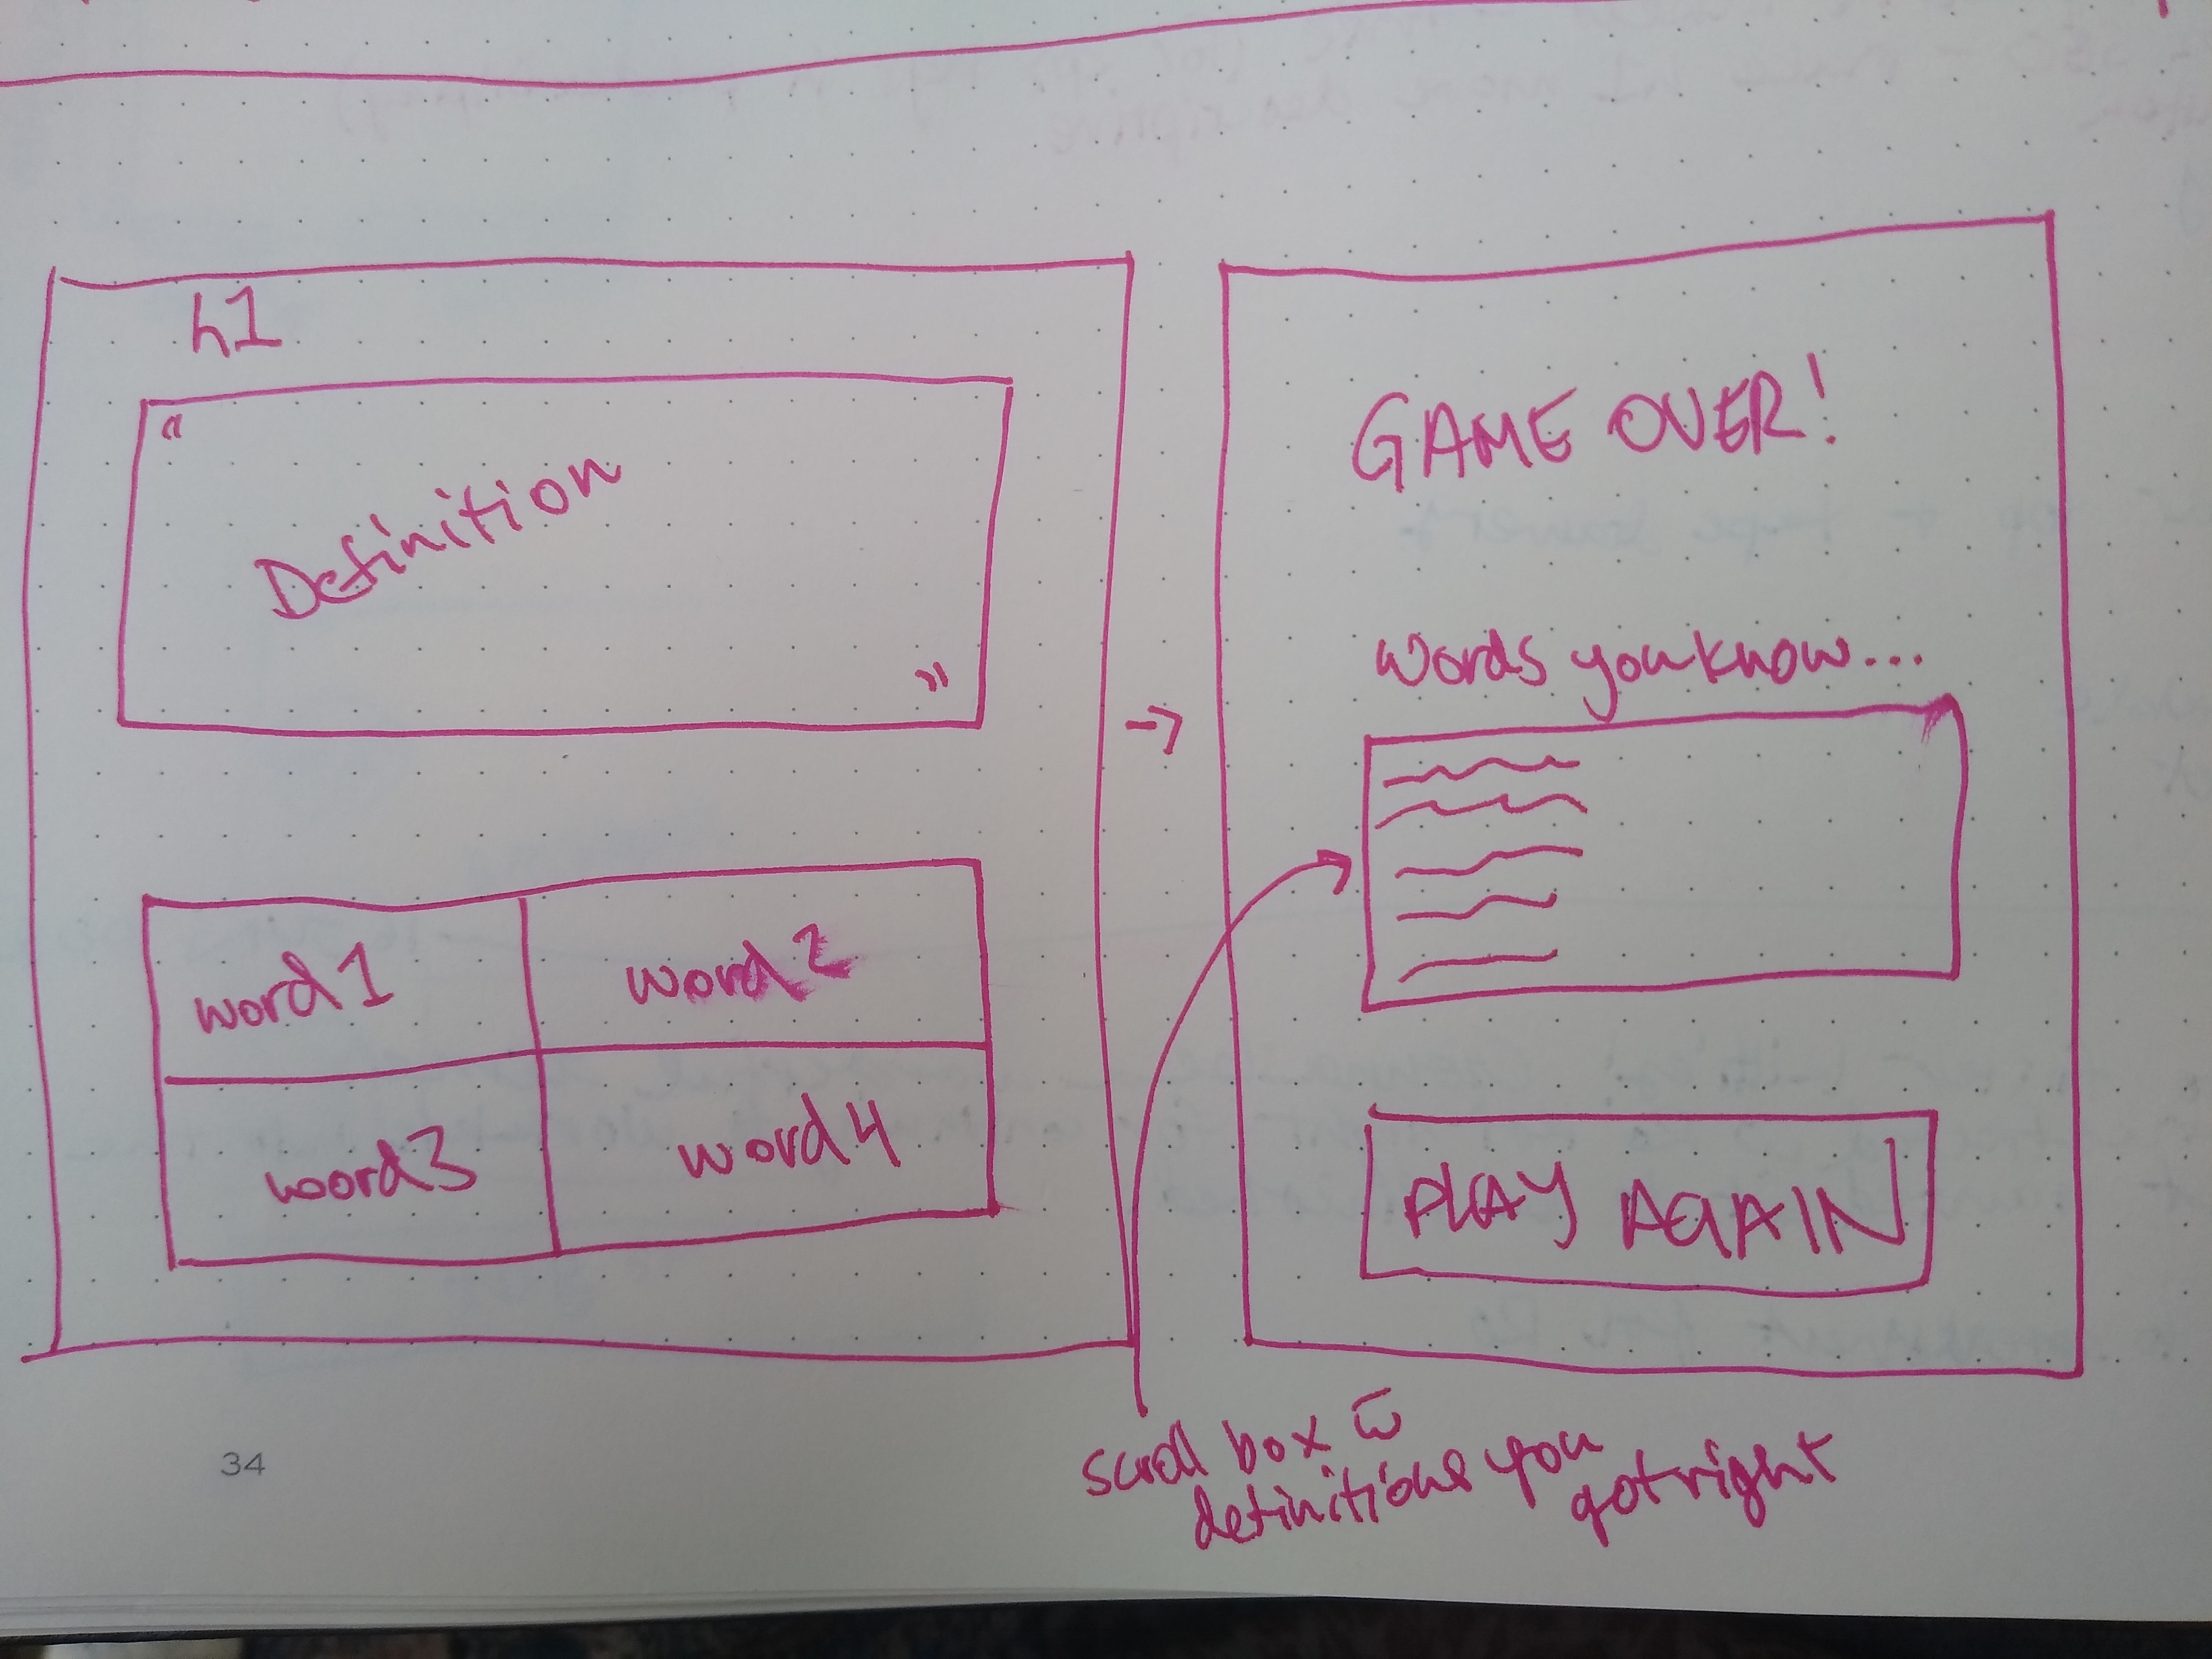 h1
“
Definition
”
word1 word2
word3 word4
->
GAME OVER!
words you know...
PLAY AGAIN
scroll box w̅
definitions you
got right
34